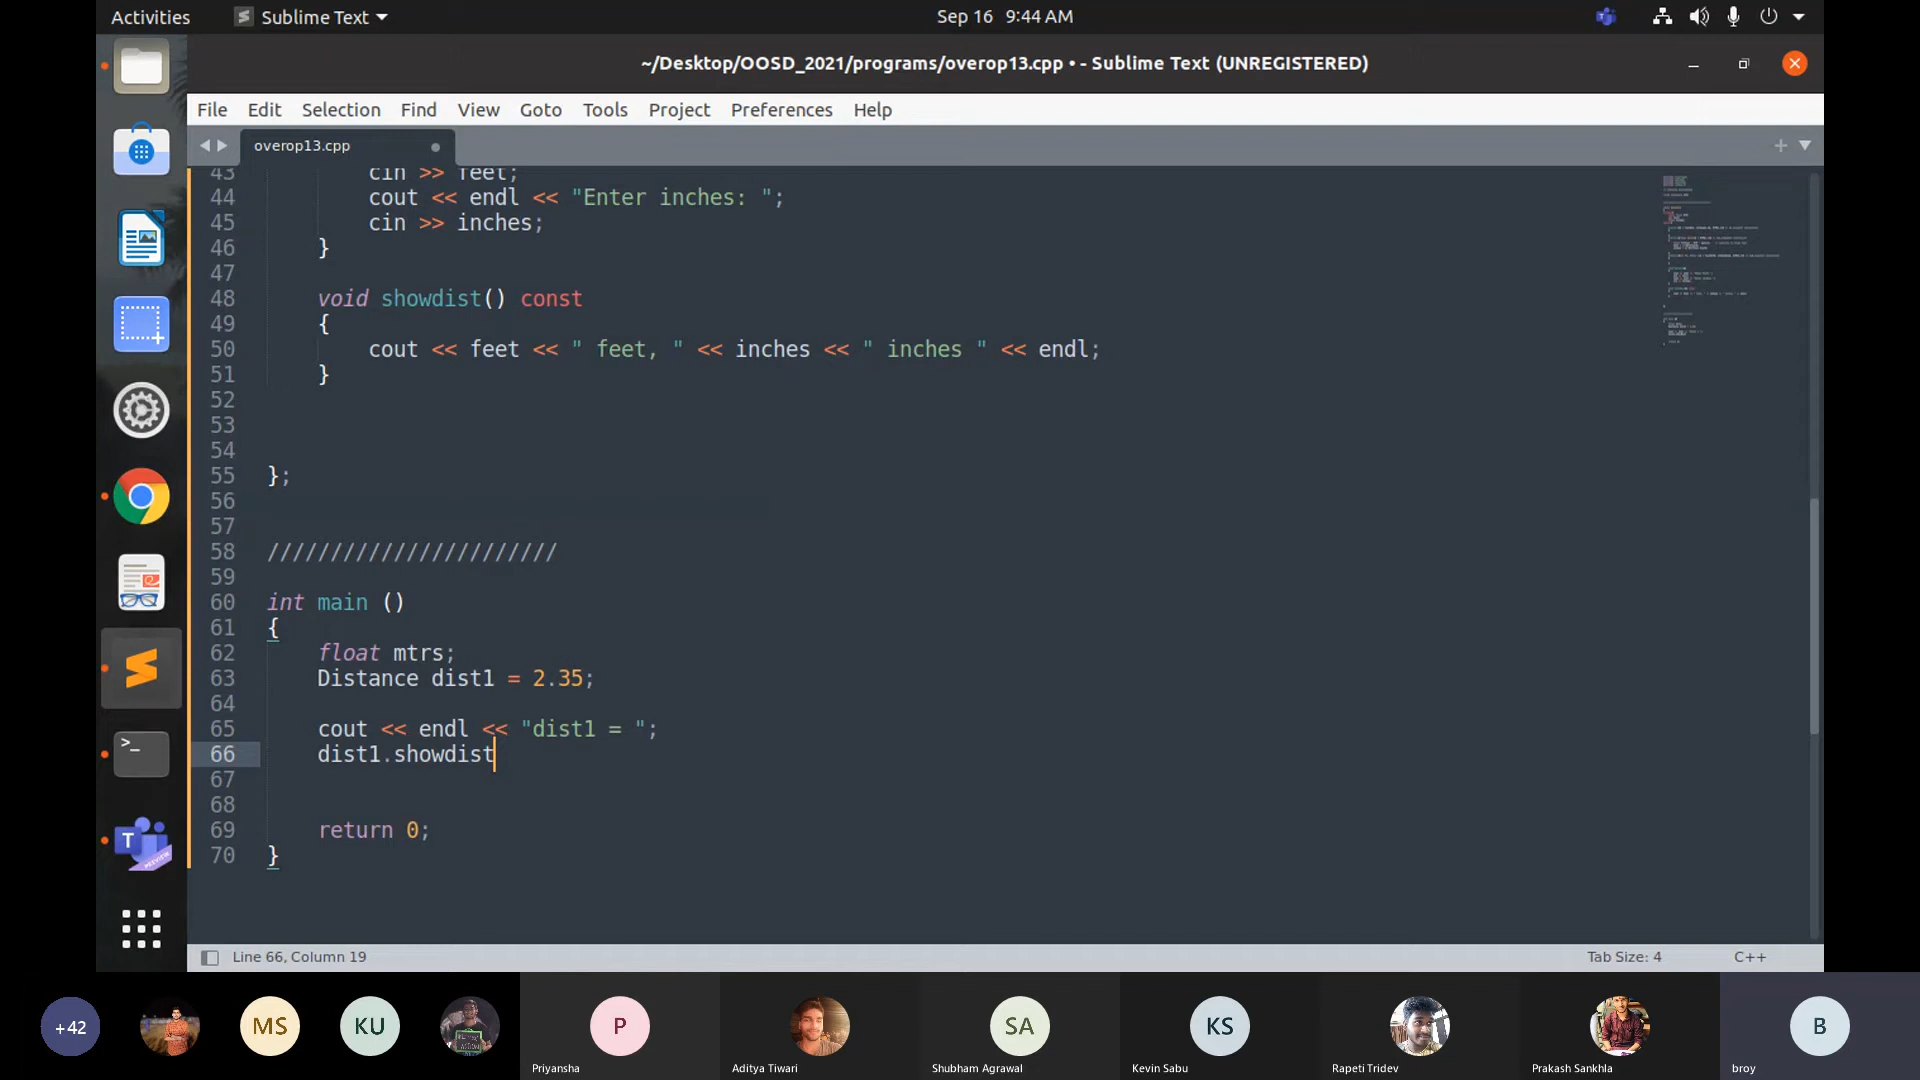 Activities Sublime Text Sep 16 9:44 AM
~/Desktop/OOSD_2021/programs/overop13.cpp • - Sublime Text (UNREGISTERED)
File Edit Selection Find View Goto Tools Project Preferences Help
overop13.cpp
43 cin >> feet;
44 cout << endl << "Enter inches: ";
45 cin >> inches;
46 }
47
48 void showdist() const
49 {
50 cout << feet << " feet, " << inches << " inches " << endl;
51 }
52
53
54
55 };
56
57
58 ///////////////////////
59
60 int main ()
61 {
62 float mtrs;
63 Distance dist1 = 2.35;
64
65 cout << endl << "dist1 = ";
66 dist1.showdist
67
68
69 return 0;
70 }
Line 66, Column 19 Tab Size: 4 C++
+42 MS KU P SA KS B
Priyansha Aditya Tiwari Shubham Agrawal Kevin Sabu Rapeti Tridev Prakash Sankhla broy